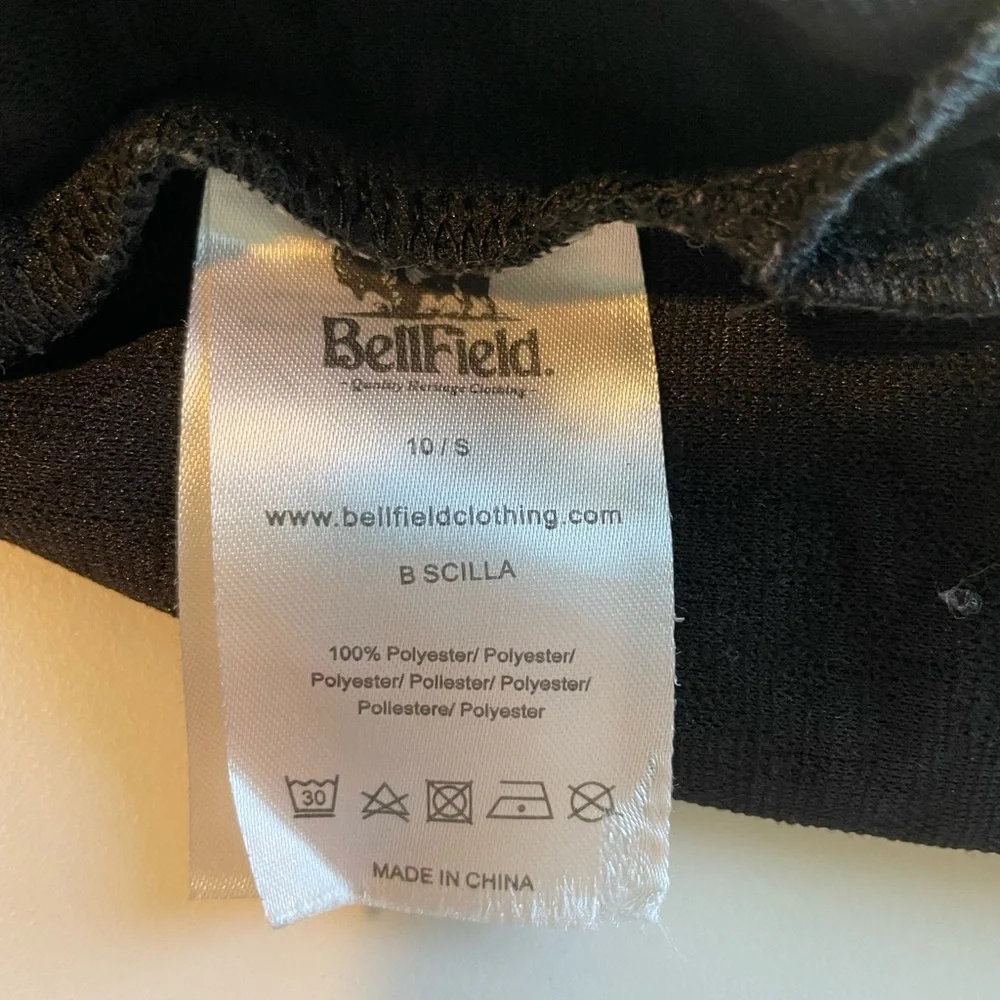 BellField.
- Quality Heritage Clothing -
10 / S
www.bellfieldclothing.com
B SCILLA
100% Polyester/ Polyester/
Polyester/ Poliester/ Polyester/
Poliestere/ Polyester
30
MADE IN CHINA